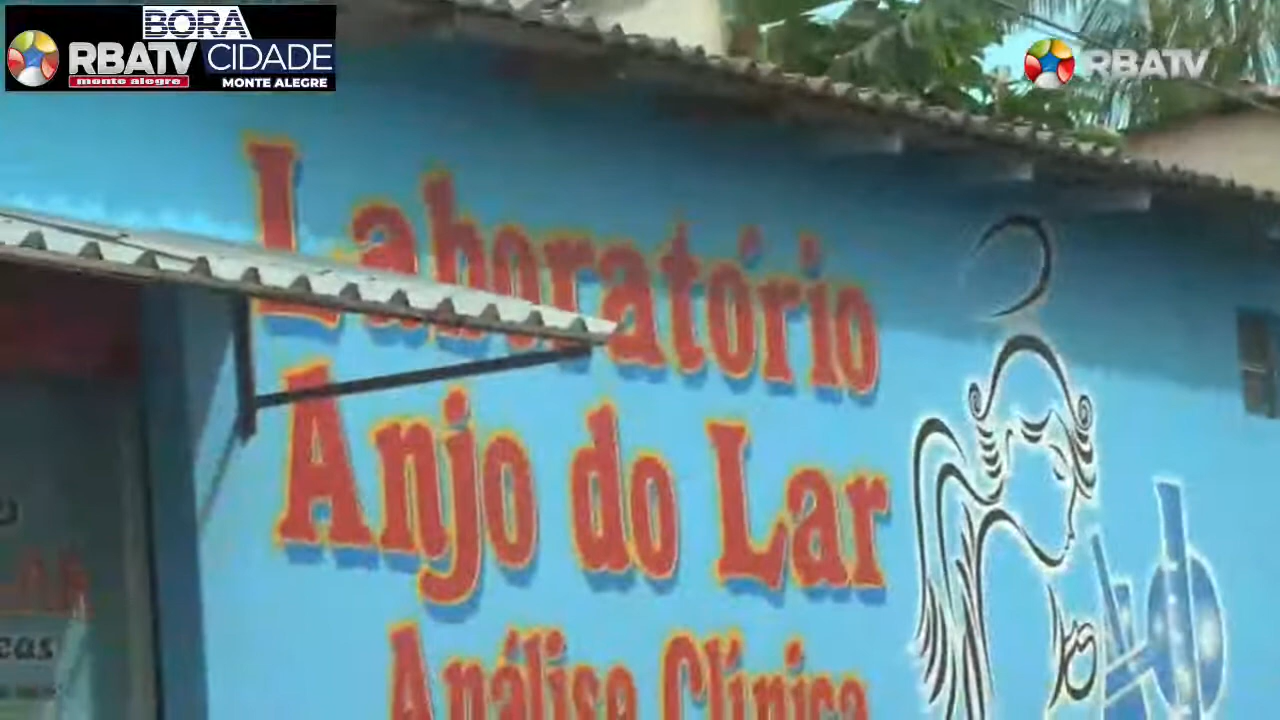 BORA
RBATV CIDADE
monte alegre MONTE ALEGRE
RBATV
Laboratório
Anjo do Lar
Análise Clínica